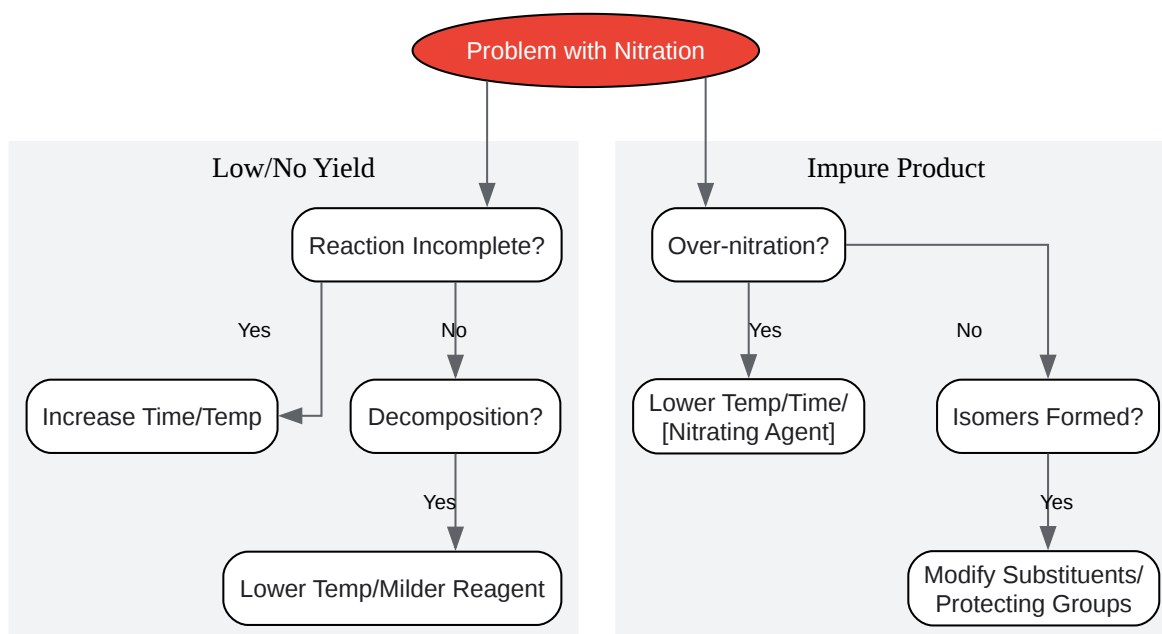 Problem with Nitration
Low/No Yield
Reaction Incomplete?
Yes
No
Increase Time/Temp
Decomposition?
Yes
Lower Temp/Milder Reagent
Impure Product
Over-nitration?
Yes
No
Lower Temp/Time/
[Nitrating Agent]
Isomers Formed?
Yes
Modify Substituents/
Protecting Groups